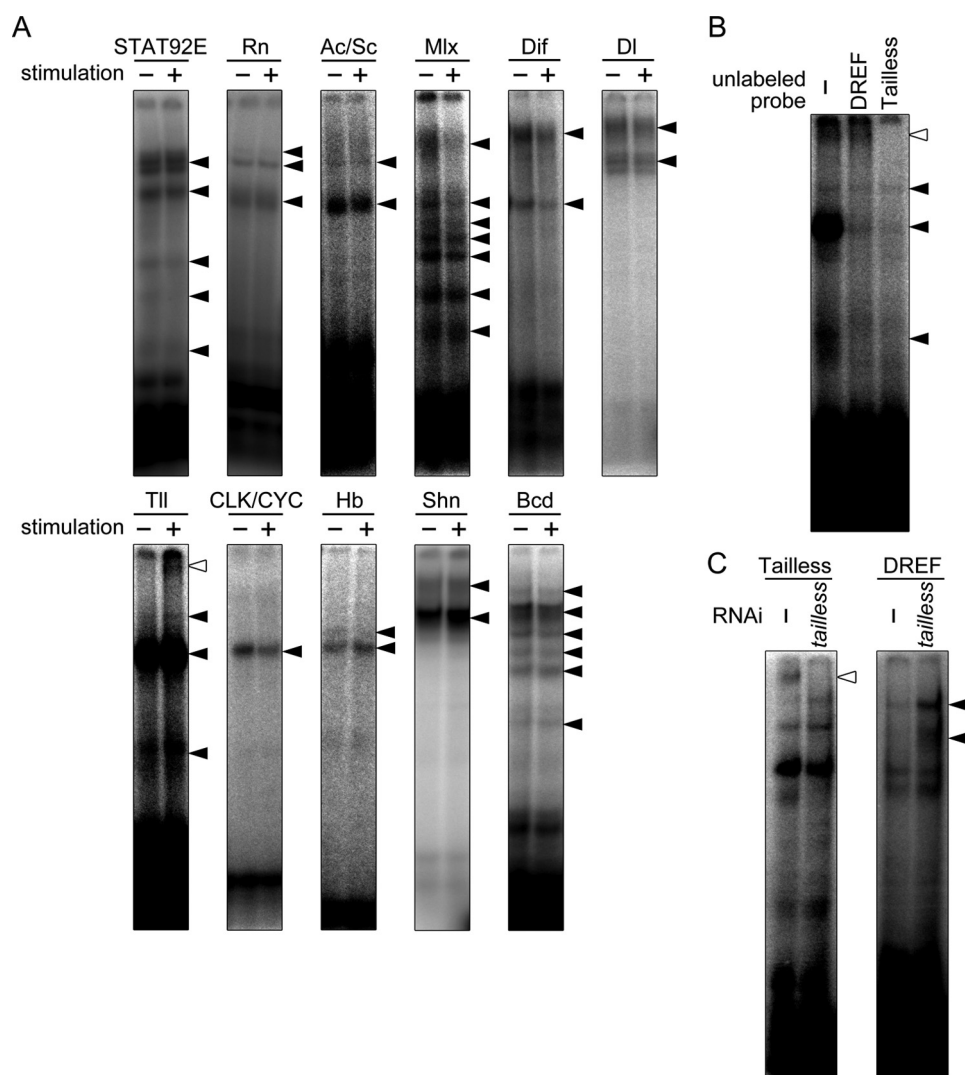 A
STAT92E Rn Ac/Sc Mlx Dif Dl
stimulation − + − + − + − + − + − +
Tll CLK/CYC Hb Shn Bcd
stimulation − + − + − + − + − +
B
unlabeled probe − DREF Tailless
C
Tailless DREF
RNAi − tailless − tailless